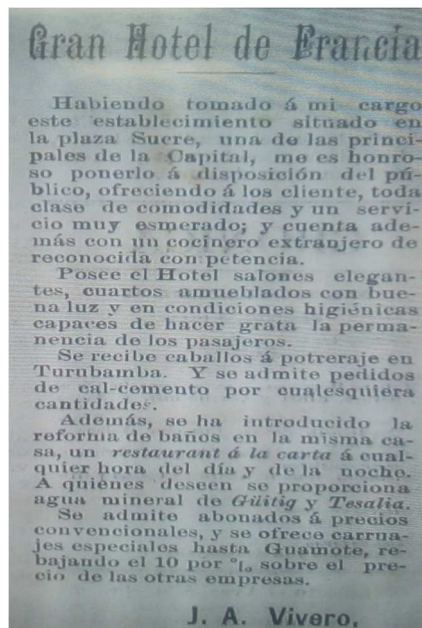 Gran Hotel de Francia
Habiendo tomado á mi cargo
este establecimiento situado en
la plaza Sucre, una de las princi-
pales de la Capital, me es honro-
so ponerlo á disposición del pú-
blico, ofreciendo á los cliente, toda
clase de comodidades y un servi-
cio muy esmerado; y cuenta ade-
más con un cocinero extranjero de
reconocida competencia.
Posee el Hotel salones elegan-
tes, cuartos amueblados con bue-
na luz y en condiciones higiénicas
capaces de hacer grata la perma-
nencia de los pasajeros.
Se recibe caballos á potreraje en
Turubamba. Y se admite pedidos
de cal-cemento por cualesquiera
cantidades.
Además, se ha introducido la
reforma de baños en la misma ca-
sa, un restaurant á la carta á cual-
quier hora del día y de la noche.
A quiénes deseen se proporciona
agua mineral de Güitig y Tesalia.
Se admite abonados á precios
convencionales, y se ofrece carrua-
jes especiales hasta Guamote, re-
bajando el 10 por °|o sobre el pre-
cio de las otras empresas.
J. A. Vivero,